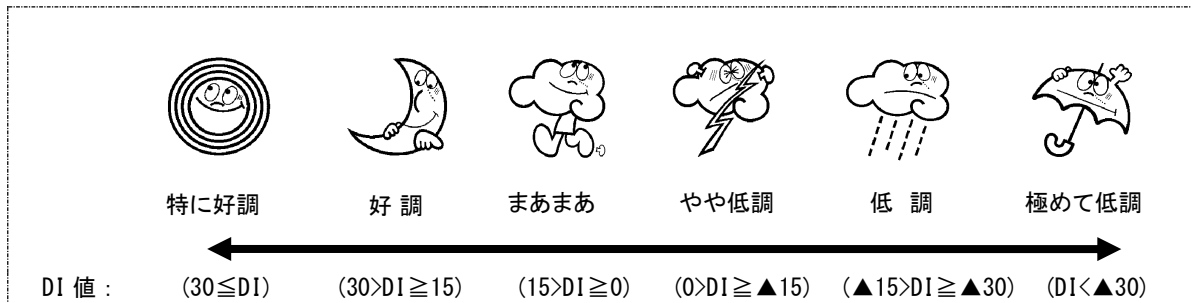 特に好調 好 調 まあまあ やや低調 低 調 極めて低調
DI 値： (30≦DI) (30>DI≧15) (15>DI≧0) (0>DI≧▲15) (▲15>DI≧▲30) (DI<▲30)